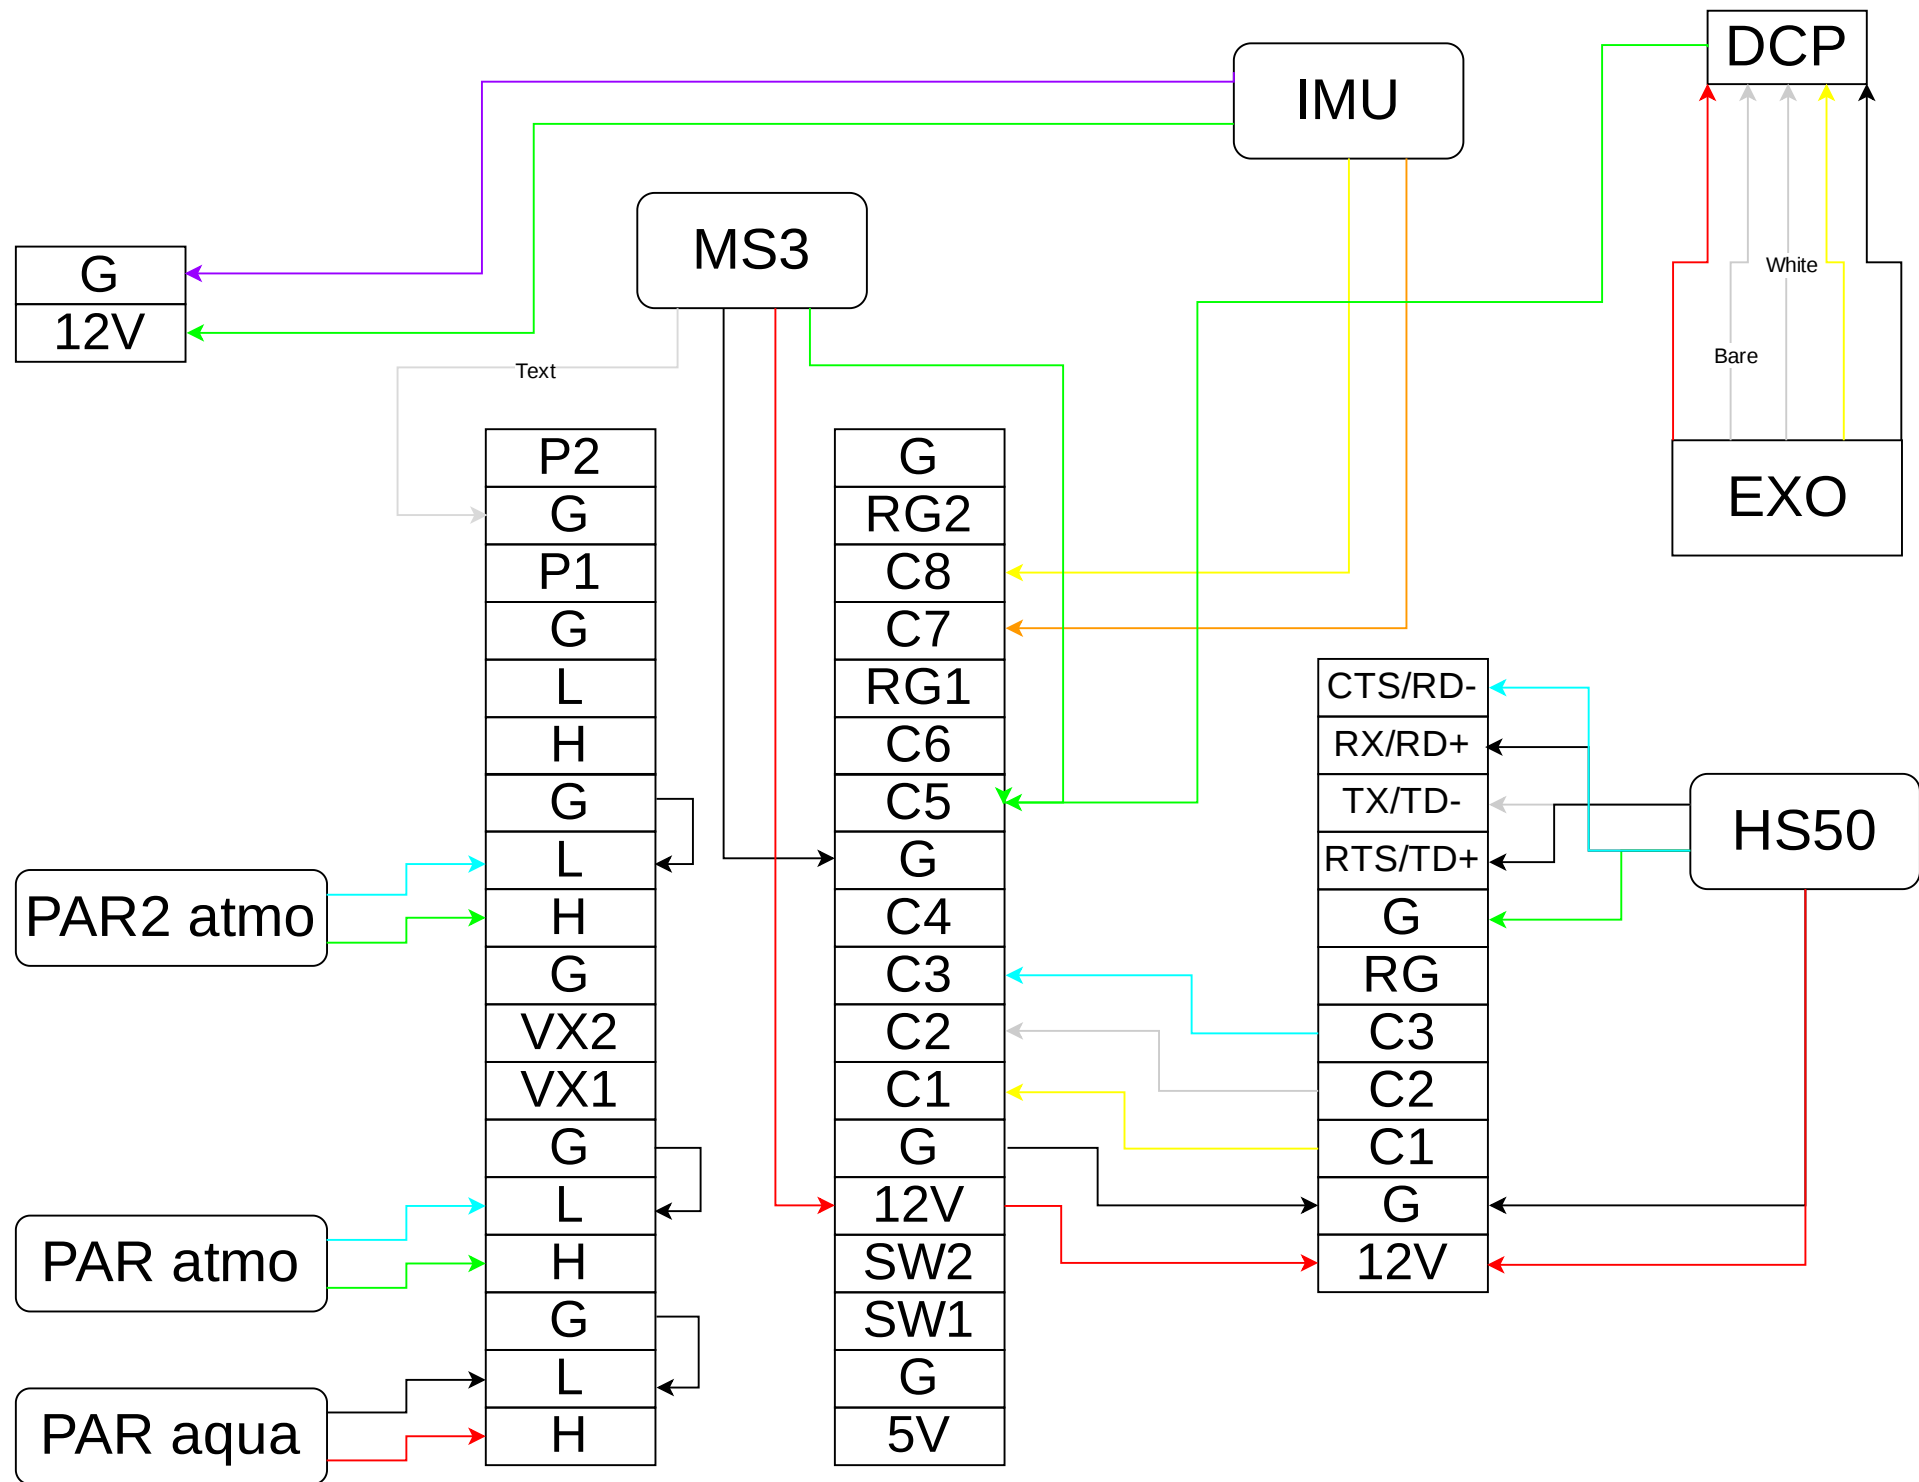 DCP
IMU
MS3
G
12V
White
Bare
Text
EXO
P2
G
P1
G
L
H
G
L
H
G
VX2
VX1
G
L
H
G
L
H
G
RG2
C8
C7
RG1
C6
C5
G
C4
C3
C2
C1
G
12V
SW2
SW1
G
5V
CTS/RD-
RX/RD+
TX/TD-
RTS/TD+
G
RG
C3
C2
C1
G
12V
HS50
PAR2 atmo
PAR atmo
PAR aqua